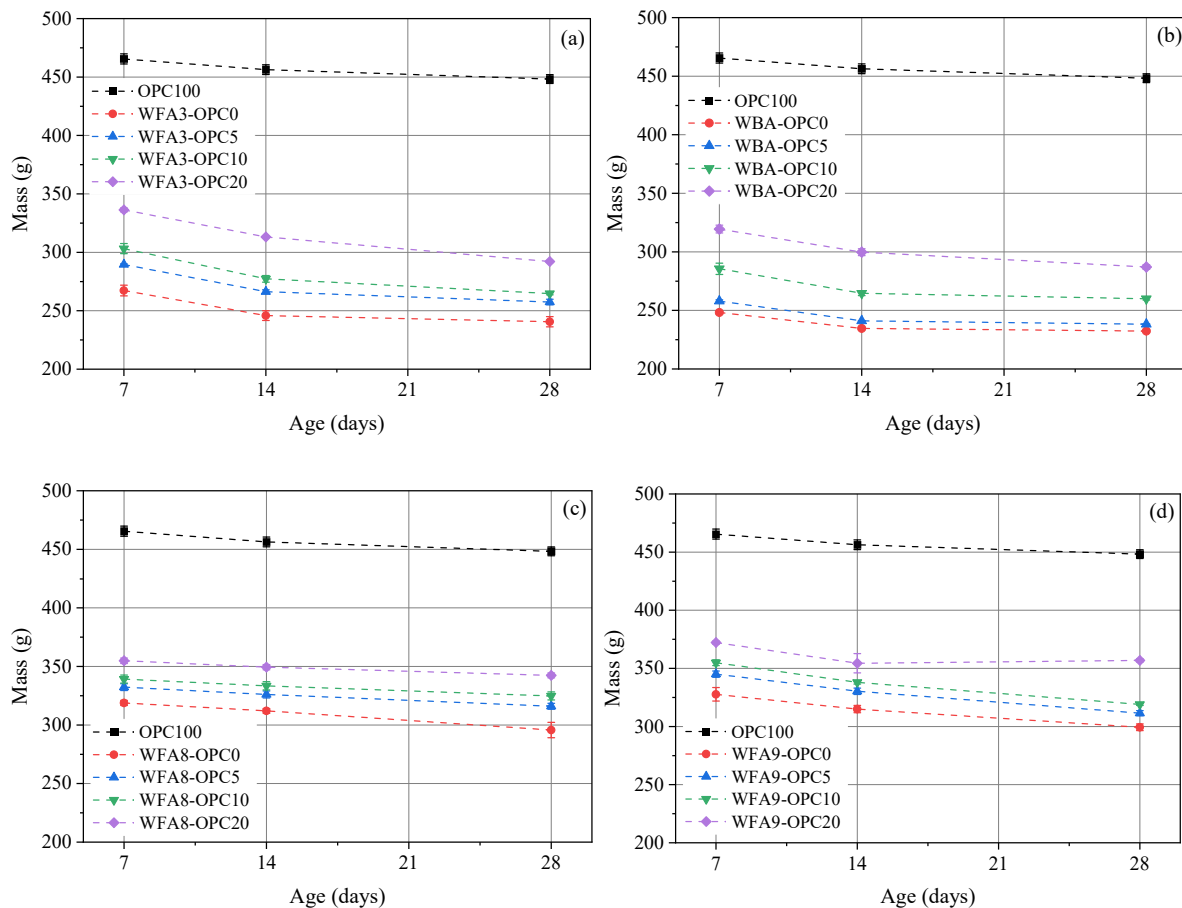 (a)
500
450
400
350
300
250
200
Mass (g)
OPC100
WFA3-OPC0
WFA3-OPC5
WFA3-OPC10
WFA3-OPC20
7
14
21
28
Age (days)
(b)
500
450
400
350
300
250
200
Mass (g)
OPC100
WBA-OPC0
WBA-OPC5
WBA-OPC10
WBA-OPC20
7
14
21
28
Age (days)
(c)
500
450
400
350
300
250
200
Mass (g)
OPC100
WFA8-OPC0
WFA8-OPC5
WFA8-OPC10
WFA8-OPC20
7
14
21
28
Age (days)
(d)
500
450
400
350
300
250
200
Mass (g)
OPC100
WFA9-OPC0
WFA9-OPC5
WFA9-OPC10
WFA9-OPC20
7
14
21
28
Age (days)